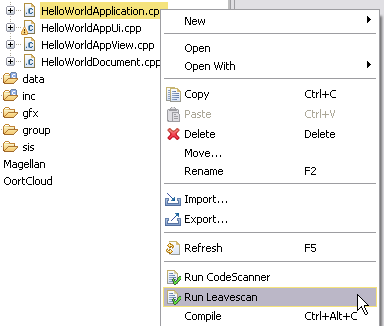 HelloWorldApplication.cp
HelloWorldAppUi.cpp
HelloWorldAppView.cpp
HelloWorldDocument.cpp
data
inc
gfx
group
sis
Magellan
OortCloud
New
Open
Open With
Copy Ctrl+C
Paste Ctrl+V
Delete Delete
Move...
Rename F2
Import...
Export...
Refresh F5
Run CodeScanner
Run Leavescan
Compile Ctrl+Alt+C